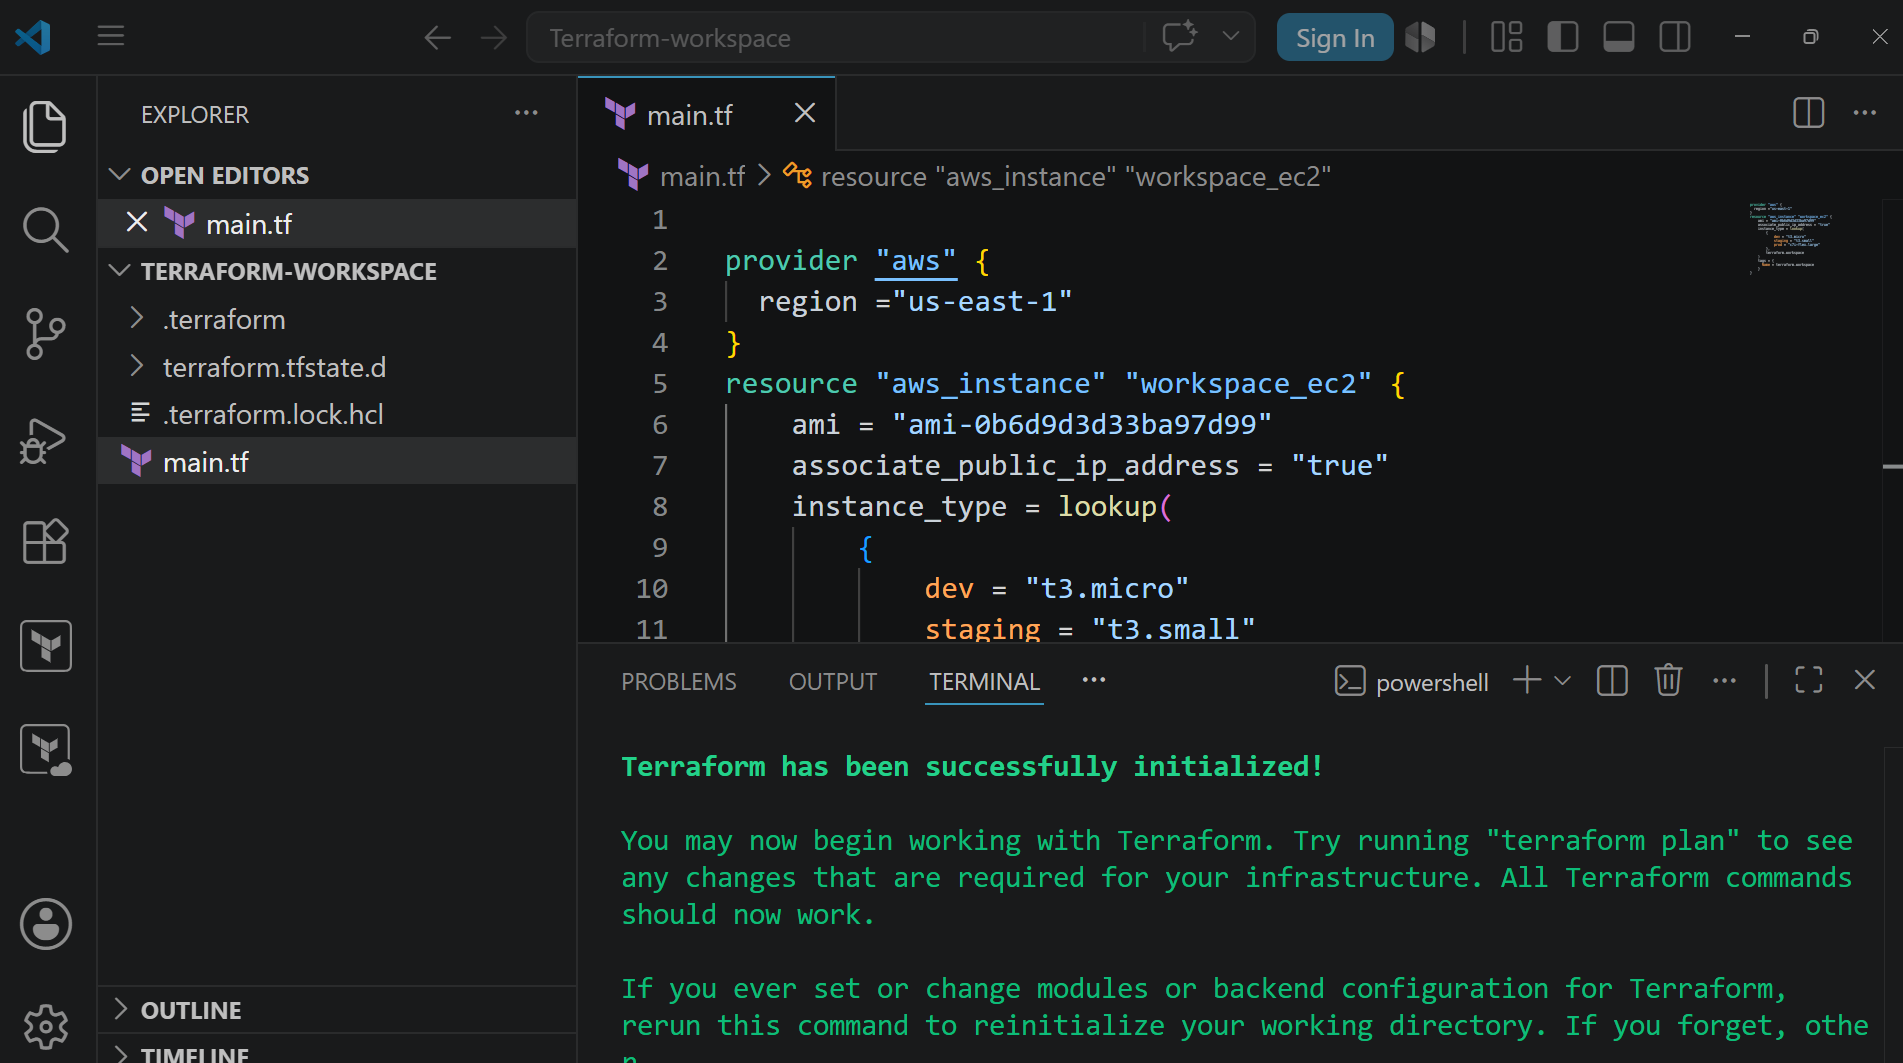 Terraform-workspace
Sign In
EXPLORER
OPEN EDITORS
main.tf
TERRAFORM-WORKSPACE
.terraform
terraform.tfstate.d
.terraform.lock.hcl
main.tf
OUTLINE
TIMELINE
main.tf
main.tf > resource "aws_instance" "workspace_ec2"
1
2 provider "aws" {
3 region ="us-east-1"
4 }
5 resource "aws_instance" "workspace_ec2" {
6 ami = "ami-0b6d9d3d33ba97d99"
7 associate_public_ip_address = "true"
8 instance_type = lookup(
9 {
10 dev = "t3.micro"
11 staging = "t3.small"
PROBLEMS OUTPUT TERMINAL
powershell
Terraform has been successfully initialized!
You may now begin working with Terraform. Try running "terraform plan" to see
any changes that are required for your infrastructure. All Terraform commands
should now work.
If you ever set or change modules or backend configuration for Terraform,
rerun this command to reinitialize your working directory. If you forget, othe